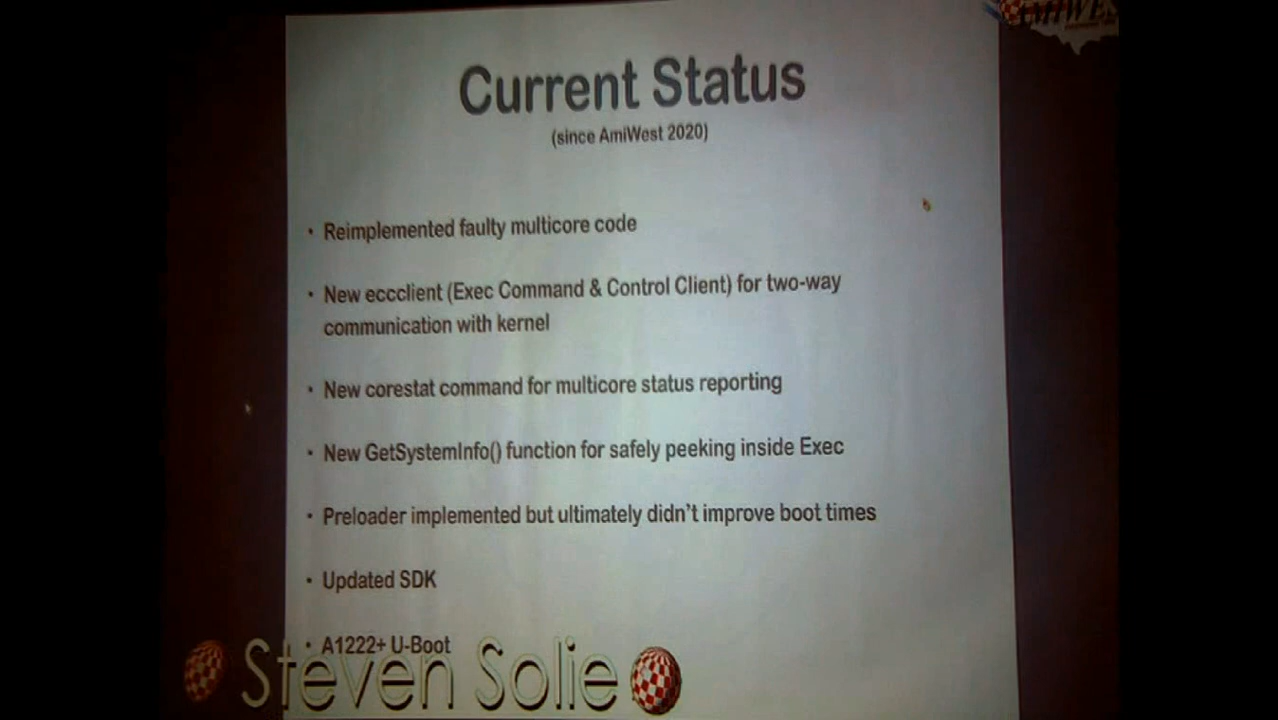 AMIWES
Current Status
(since AmiWest 2020)
• Reimplemented faulty multicore code
• New eccclient (Exec Command & Control Client) for two-way
communication with kernel
• New corestat command for multicore status reporting
• New GetSystemInfo() function for safely peeking inside Exec
• Preloader implemented but ultimately didn't improve boot times
• Updated SDK
• A1222+ U-Boot
Steven Solie